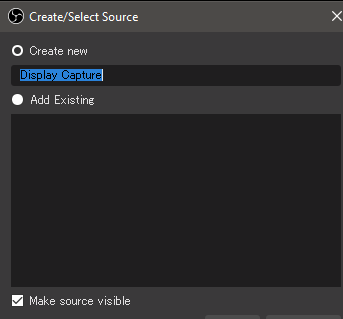 Create/Select Source
Create new
Display Capture
Add Existing
Make source visible